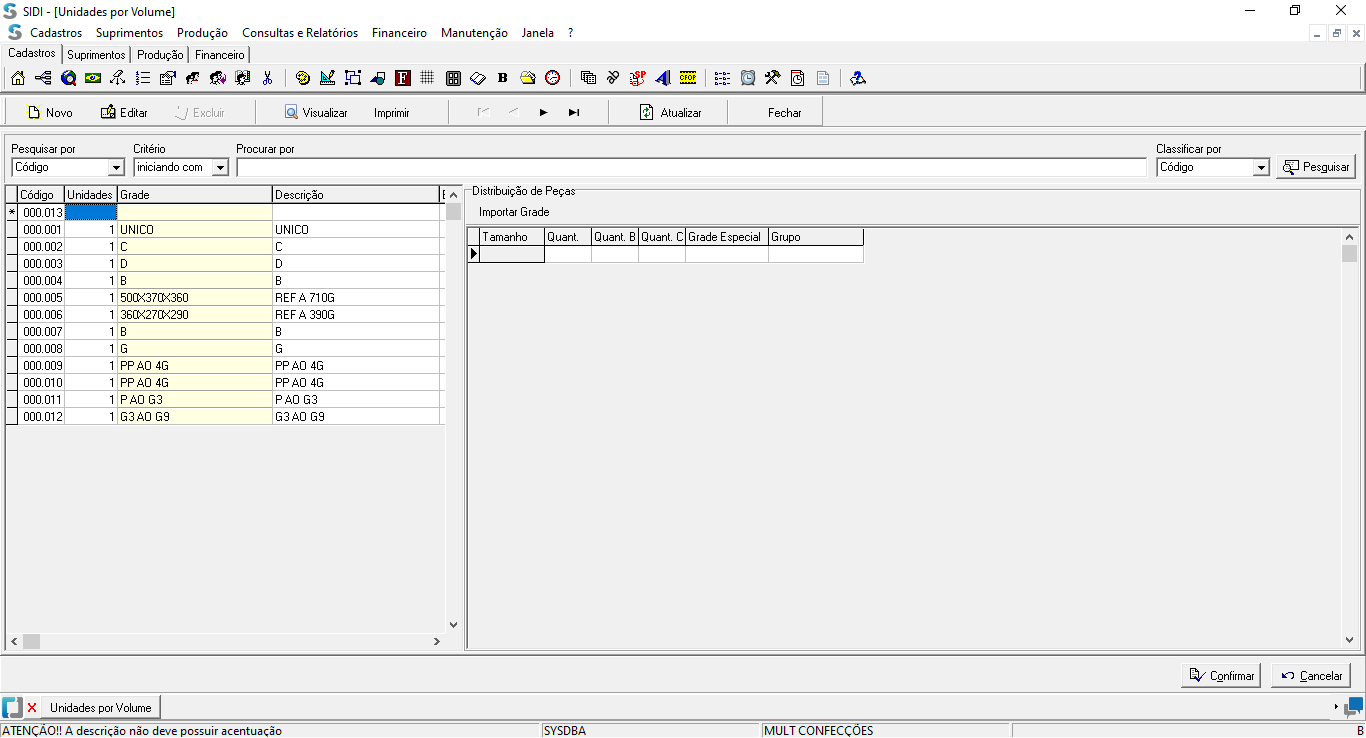 SIDI - [Unidades por Volume]
Cadastros Suprimentos Produção Consultas e Relatórios Financeiro Manutenção Janela ?
Cadastros Suprimentos Produção Financeiro
F B SP CFOP
Novo Editar Excluir Visualizar Imprimir Atualizar Fechar
Pesquisar por Critério Procurar por Classificar por
Código iniciando com Código Pesquisar
Código Unidades Grade Descrição
Distribuição de Peças
Importar Grade
Tamanho Quant. Quant. B Quant. C Grade Especial Grupo
* 000.013
000.001 1 UNICO UNICO
000.002 1 C C
000.003 1 D D
000.004 1 B B
000.005 1 500X370X360 REF A 710G
000.006 1 360X270X290 REF A 390G
000.007 1 B B
000.008 1 G G
000.009 1 PP AO 4G PP AO 4G
000.010 1 PP AO 4G PP AO 4G
000.011 1 P AO G3 P AO G3
000.012 1 G3 AO G9 G3 AO G9
Confirmar Cancelar
Unidades por Volume
ATENÇÃO!! A descrição não deve possuir acentuação SYSDBA MULT CONFECÇÕES B